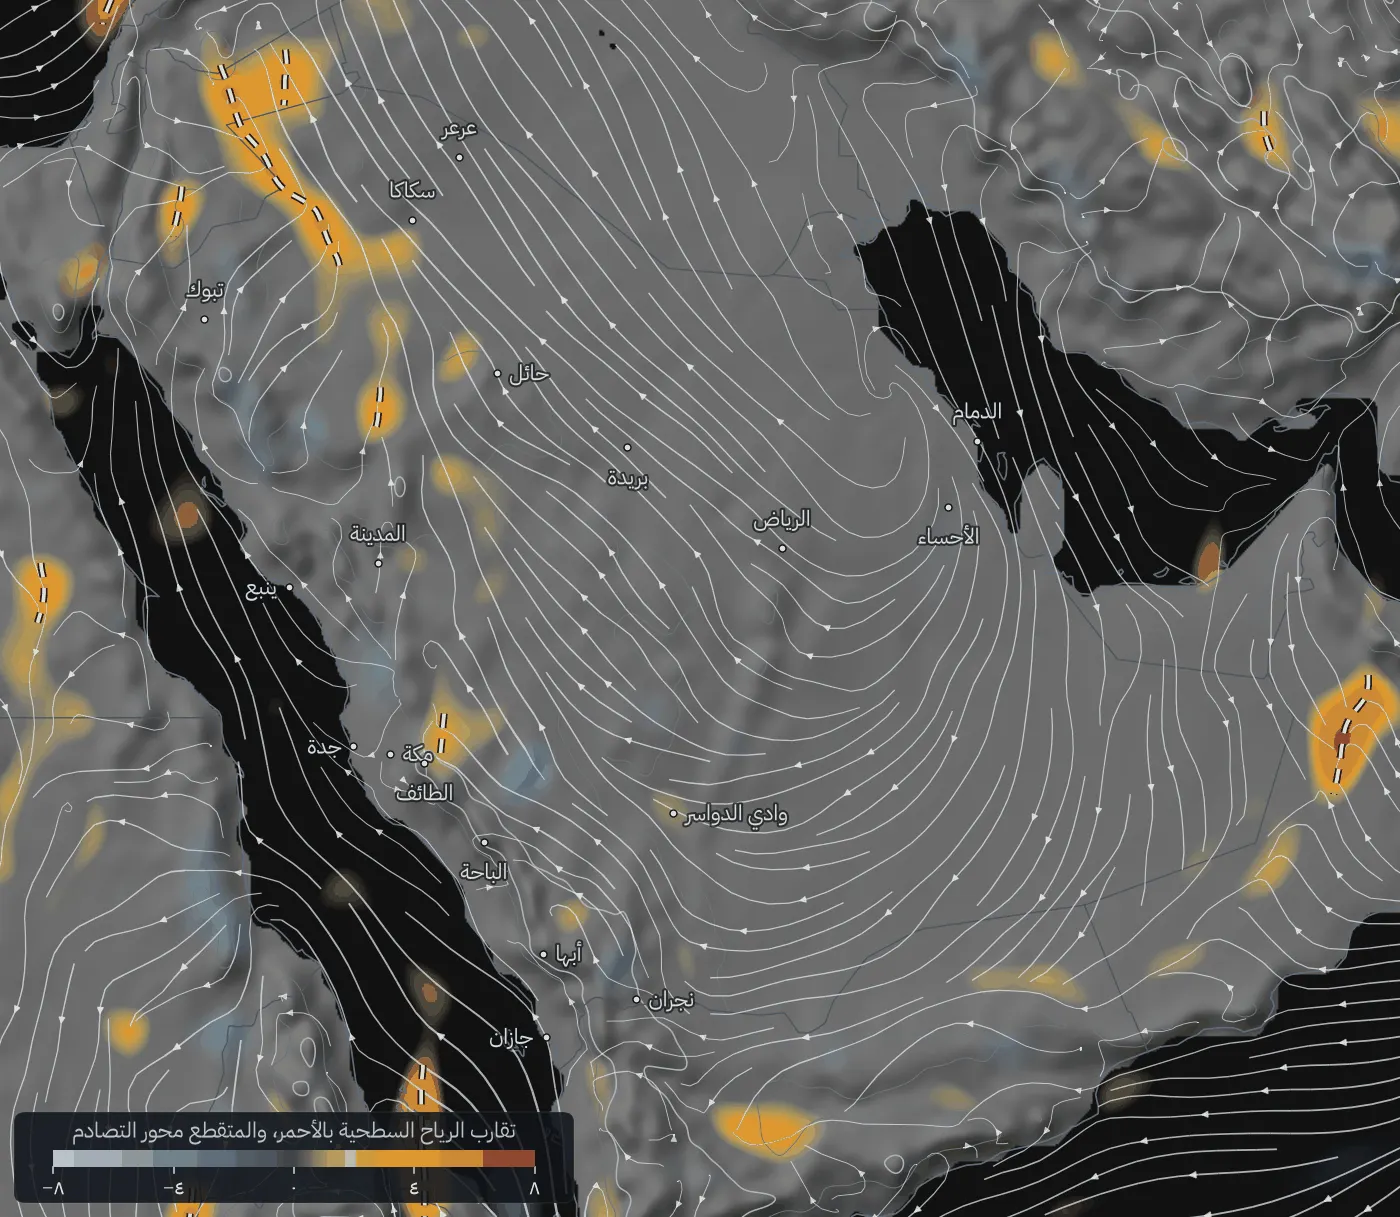 عرعر
سكاكا
تبوك
حائل
الدمام
بريدة
الرياض
الأحساء
المدينة
ينبع
جدة
مكة
الطائف
وادي الدواسر
الباحة
أبها
نجران
جازان
تقارب الرياح السطحية بالأحمر، والمتقطع محور التصادم
−٨ −٤ ٠ ٤ ٨